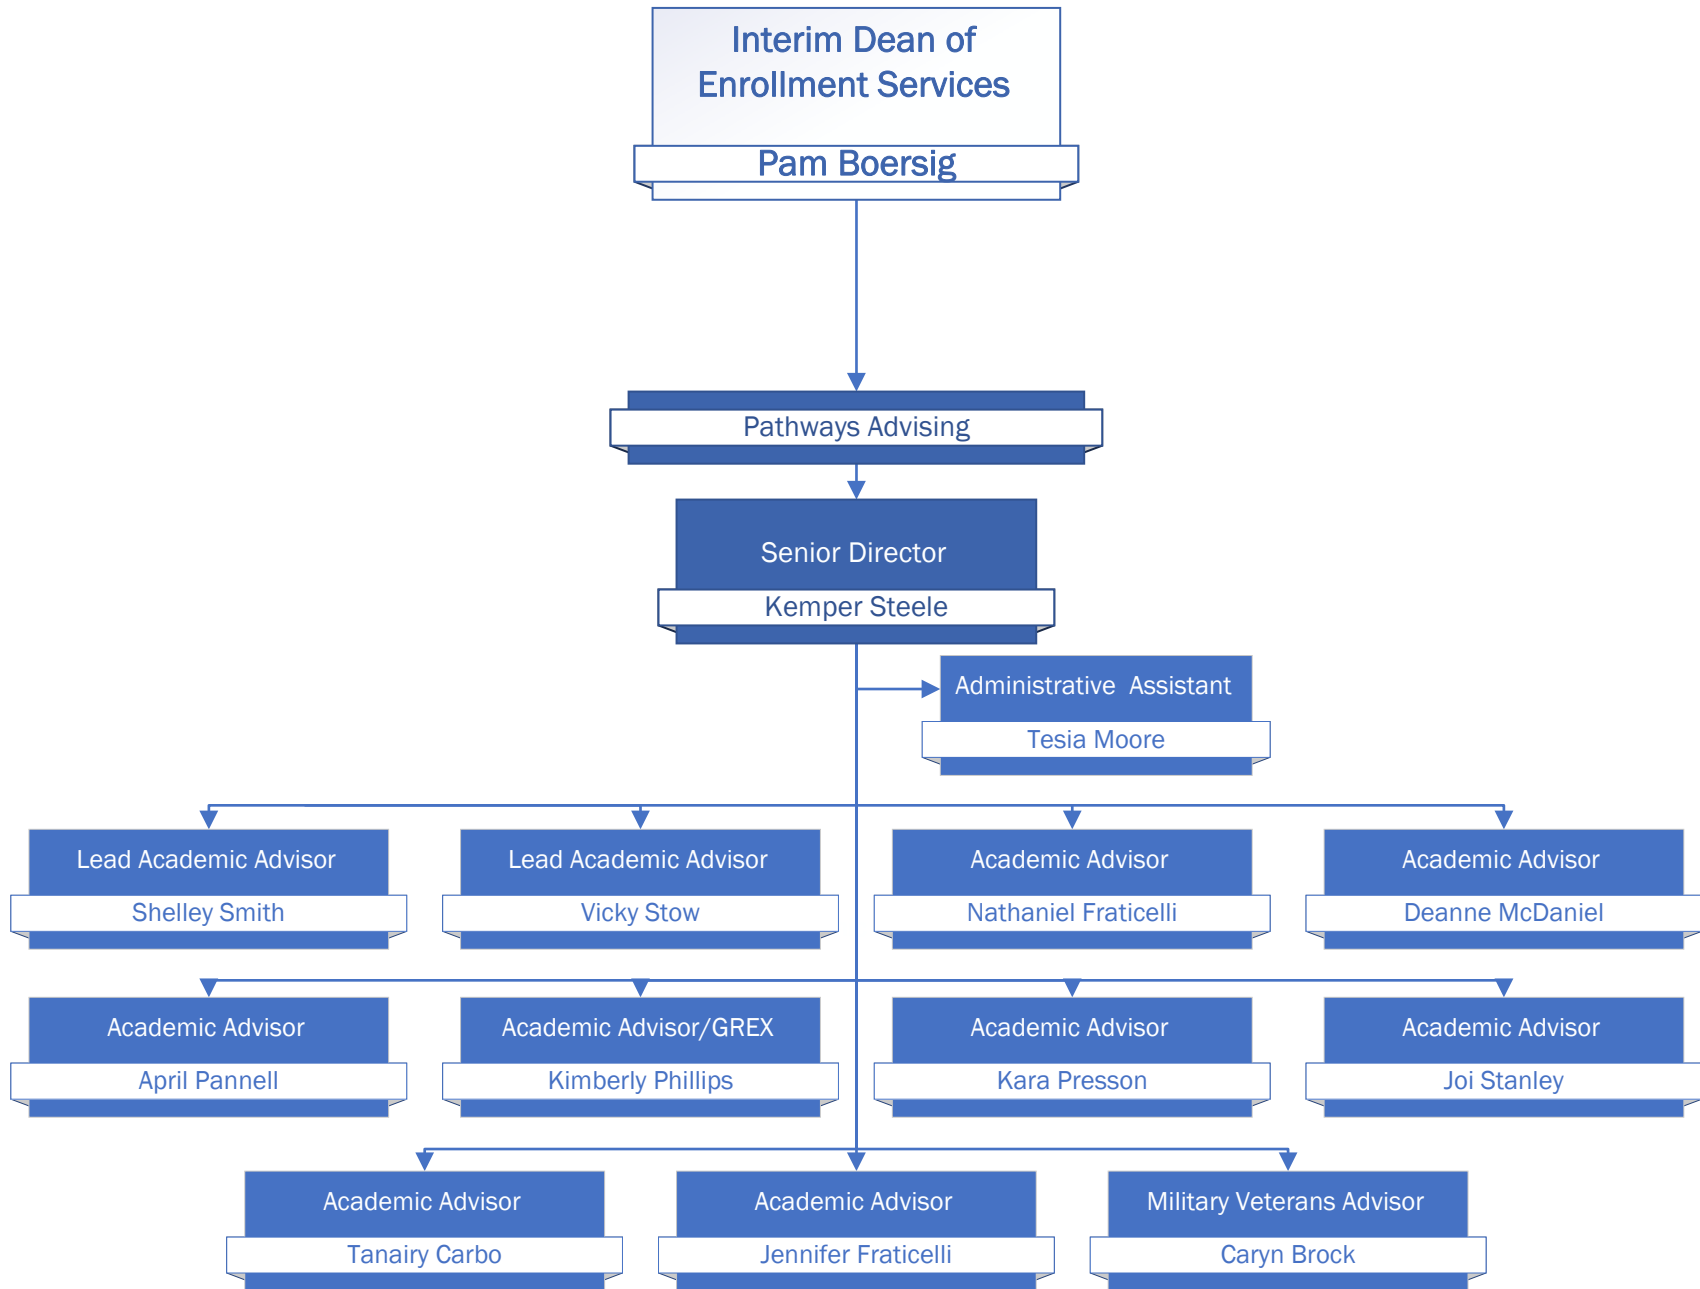 Interim Dean of
Enrollment Services
Pam Boersig
Pathways Advising
Senior Director
Kemper Steele
Administrative  Assistant
Tesia Moore
Lead Academic Advisor
Shelley Smith
Lead Academic Advisor
Vicky Stow
Academic Advisor
Nathaniel Fraticelli
Academic Advisor
Deanne McDaniel
Academic Advisor
April Pannell
Academic Advisor/GREX
Kimberly Phillips
Academic Advisor
Kara Presson
Academic Advisor
Joi Stanley
Academic Advisor
Tanairy Carbo
Academic Advisor
Jennifer Fraticelli
Military Veterans Advisor
Caryn Brock